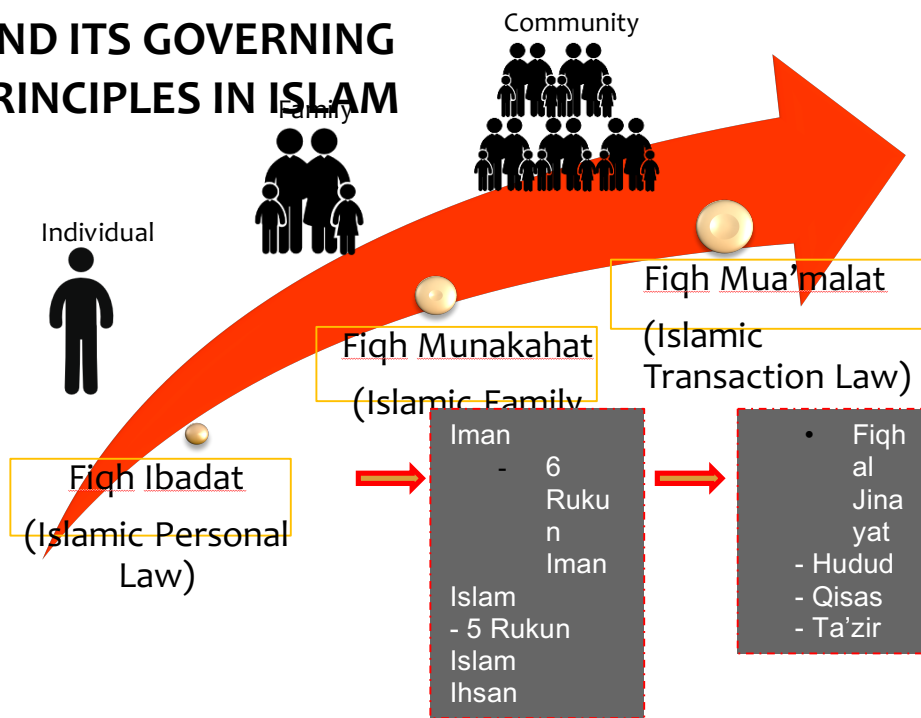 ND ITS GOVERNING
RINCIPLES IN ISLAM
Community
Family
Individual
Fiqh Mua’malat
(Islamic
Transaction Law)
Fiqh Munakahat
(Islamic Family
Fiqh Ibadat
(Islamic Personal
Law)
Iman
- 6
Ruku
n
Iman
Islam
- 5 Rukun
Islam
Ihsan
• Fiqh
al
Jina
yat
- Hudud
- Qisas
- Ta’zir